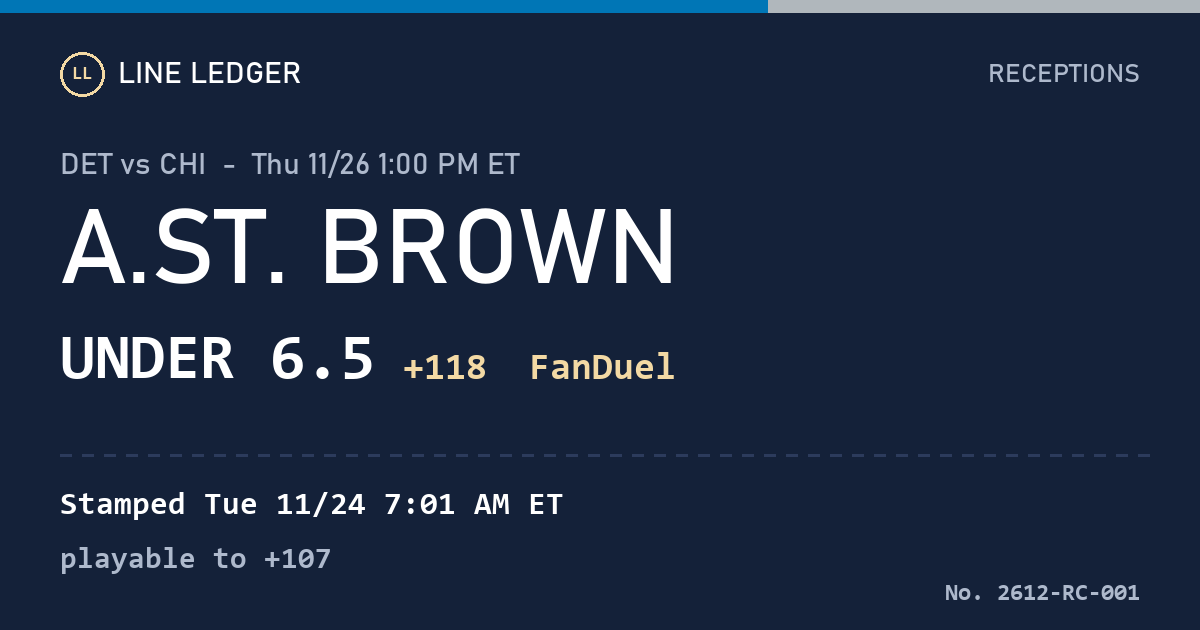 LL LINE LEDGER
RECEPTIONS
DET vs CHI - Thu 11/26 1:00 PM ET
A.ST. BROWN
UNDER 6.5 +118 FanDuel
Stamped Tue 11/24 7:01 AM ET
playable to +107
No. 2612-RC-001